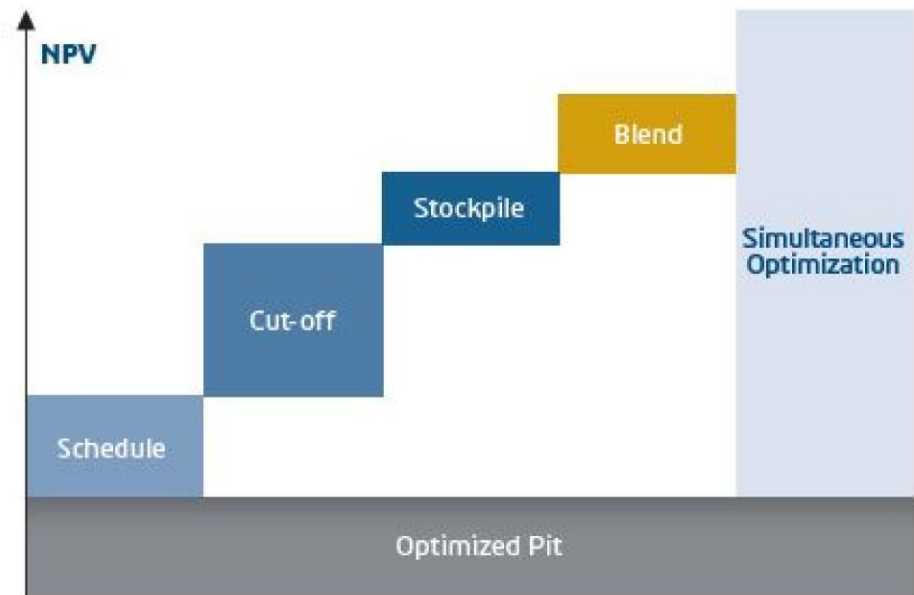 NPV
Blend
Stockpile
Simultaneous
Optimization
Cut-off
Schedule
Optimized Pit